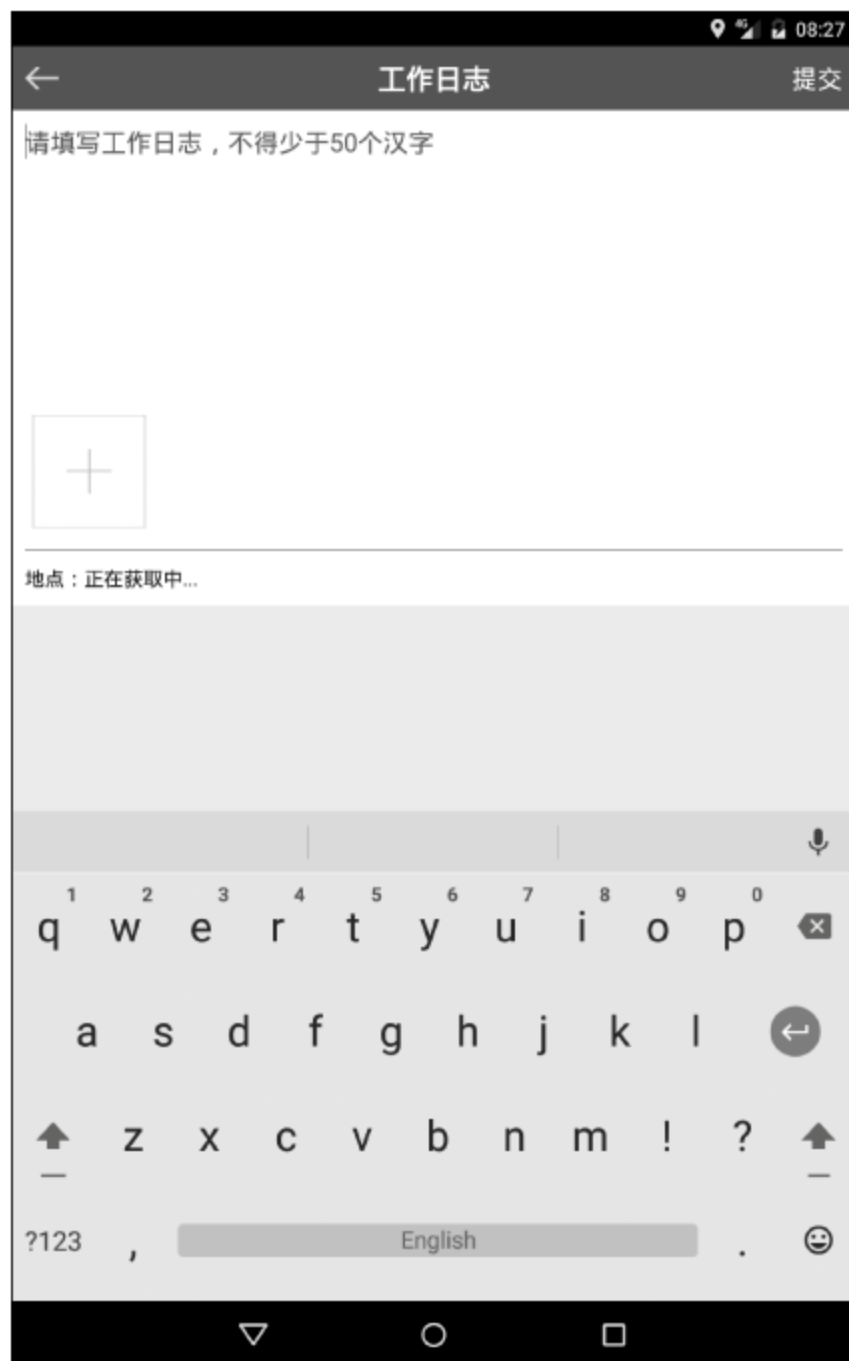 4G 08:27
工作日志 提交
请填写工作日志，不得少于50个汉字
地点：正在获取中...
1 2 3 4 5 6 7 8 9 0
q w e r t y u i o p
a s d f g h j k l
z x c v b n m ! ?
?123 , English .